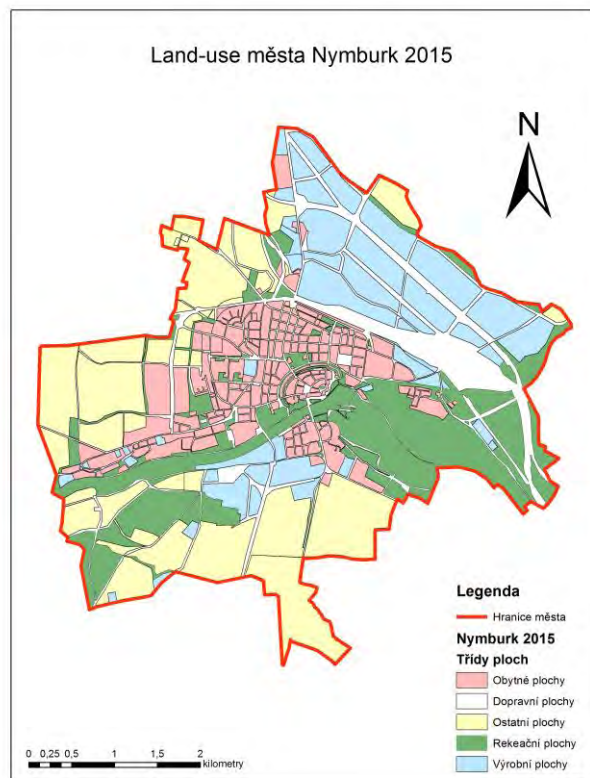 Land-use města Nymburk 2015
N
Legenda
Hranice města
Nymburk 2015
Třídy ploch
Obytné plochy
Dopravní plochy
Ostatní plochy
Rekeační plochy
Výrobní plochy
0 0,25 0,5 1 1,5 2
kilometry